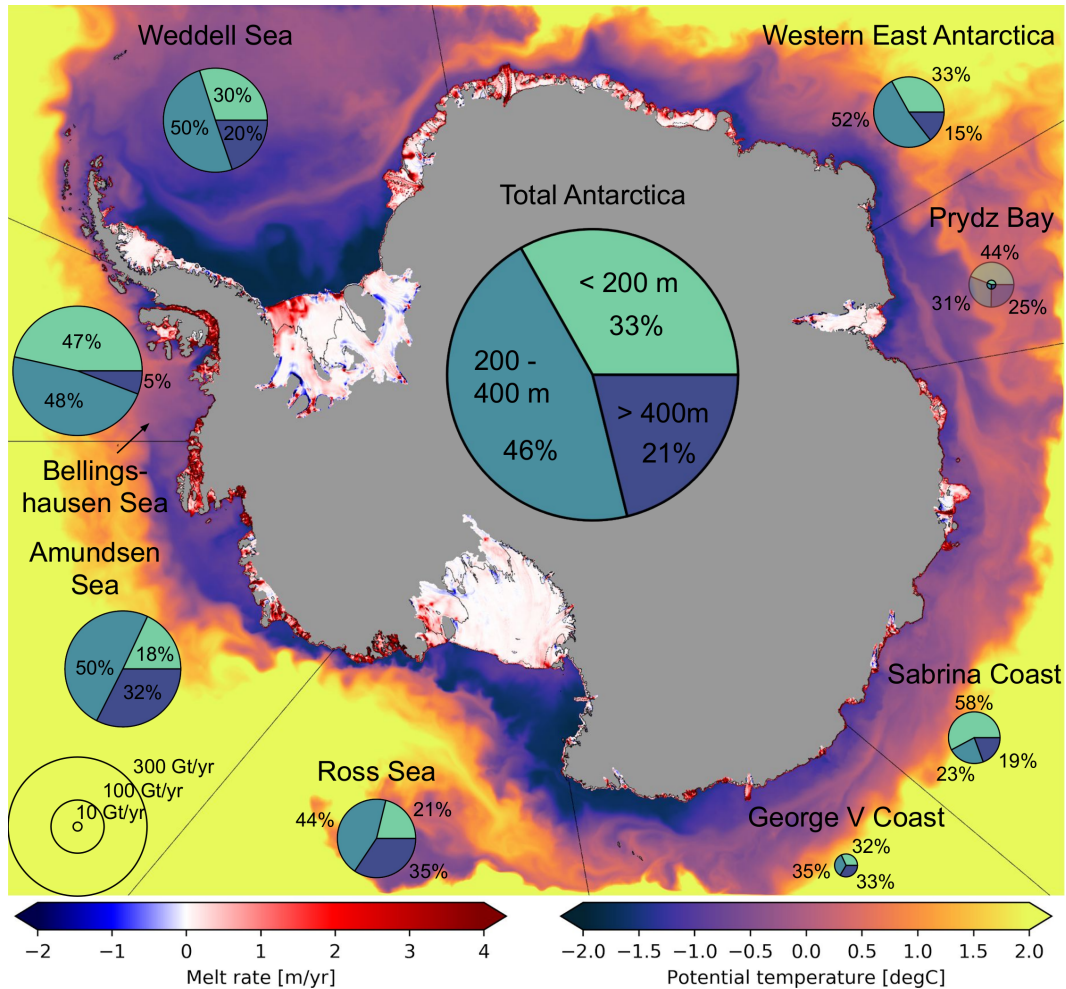 Weddell Sea
30%
50%
20%
Western East Antarctica
33%
52%
15%
Total Antarctica
< 200 m
33%
200 -
400 m
46%
> 400m
21%
Prydz Bay
44%
31%
25%
47%
5%
48%
Bellings-
hausen Sea
Amundsen
Sea
50%
18%
32%
300 Gt/yr
100 Gt/yr
10 Gt/yr
Ross Sea
44%
21%
35%
Sabrina Coast
58%
23%
19%
George V Coast
32%
35%
33%
−2 −1 0 1 2 3 4
Melt rate [m/yr]
−2.0 −1.5 −1.0 −0.5 0.0 0.5 1.0 1.5 2.0
Potential temperature [degC]